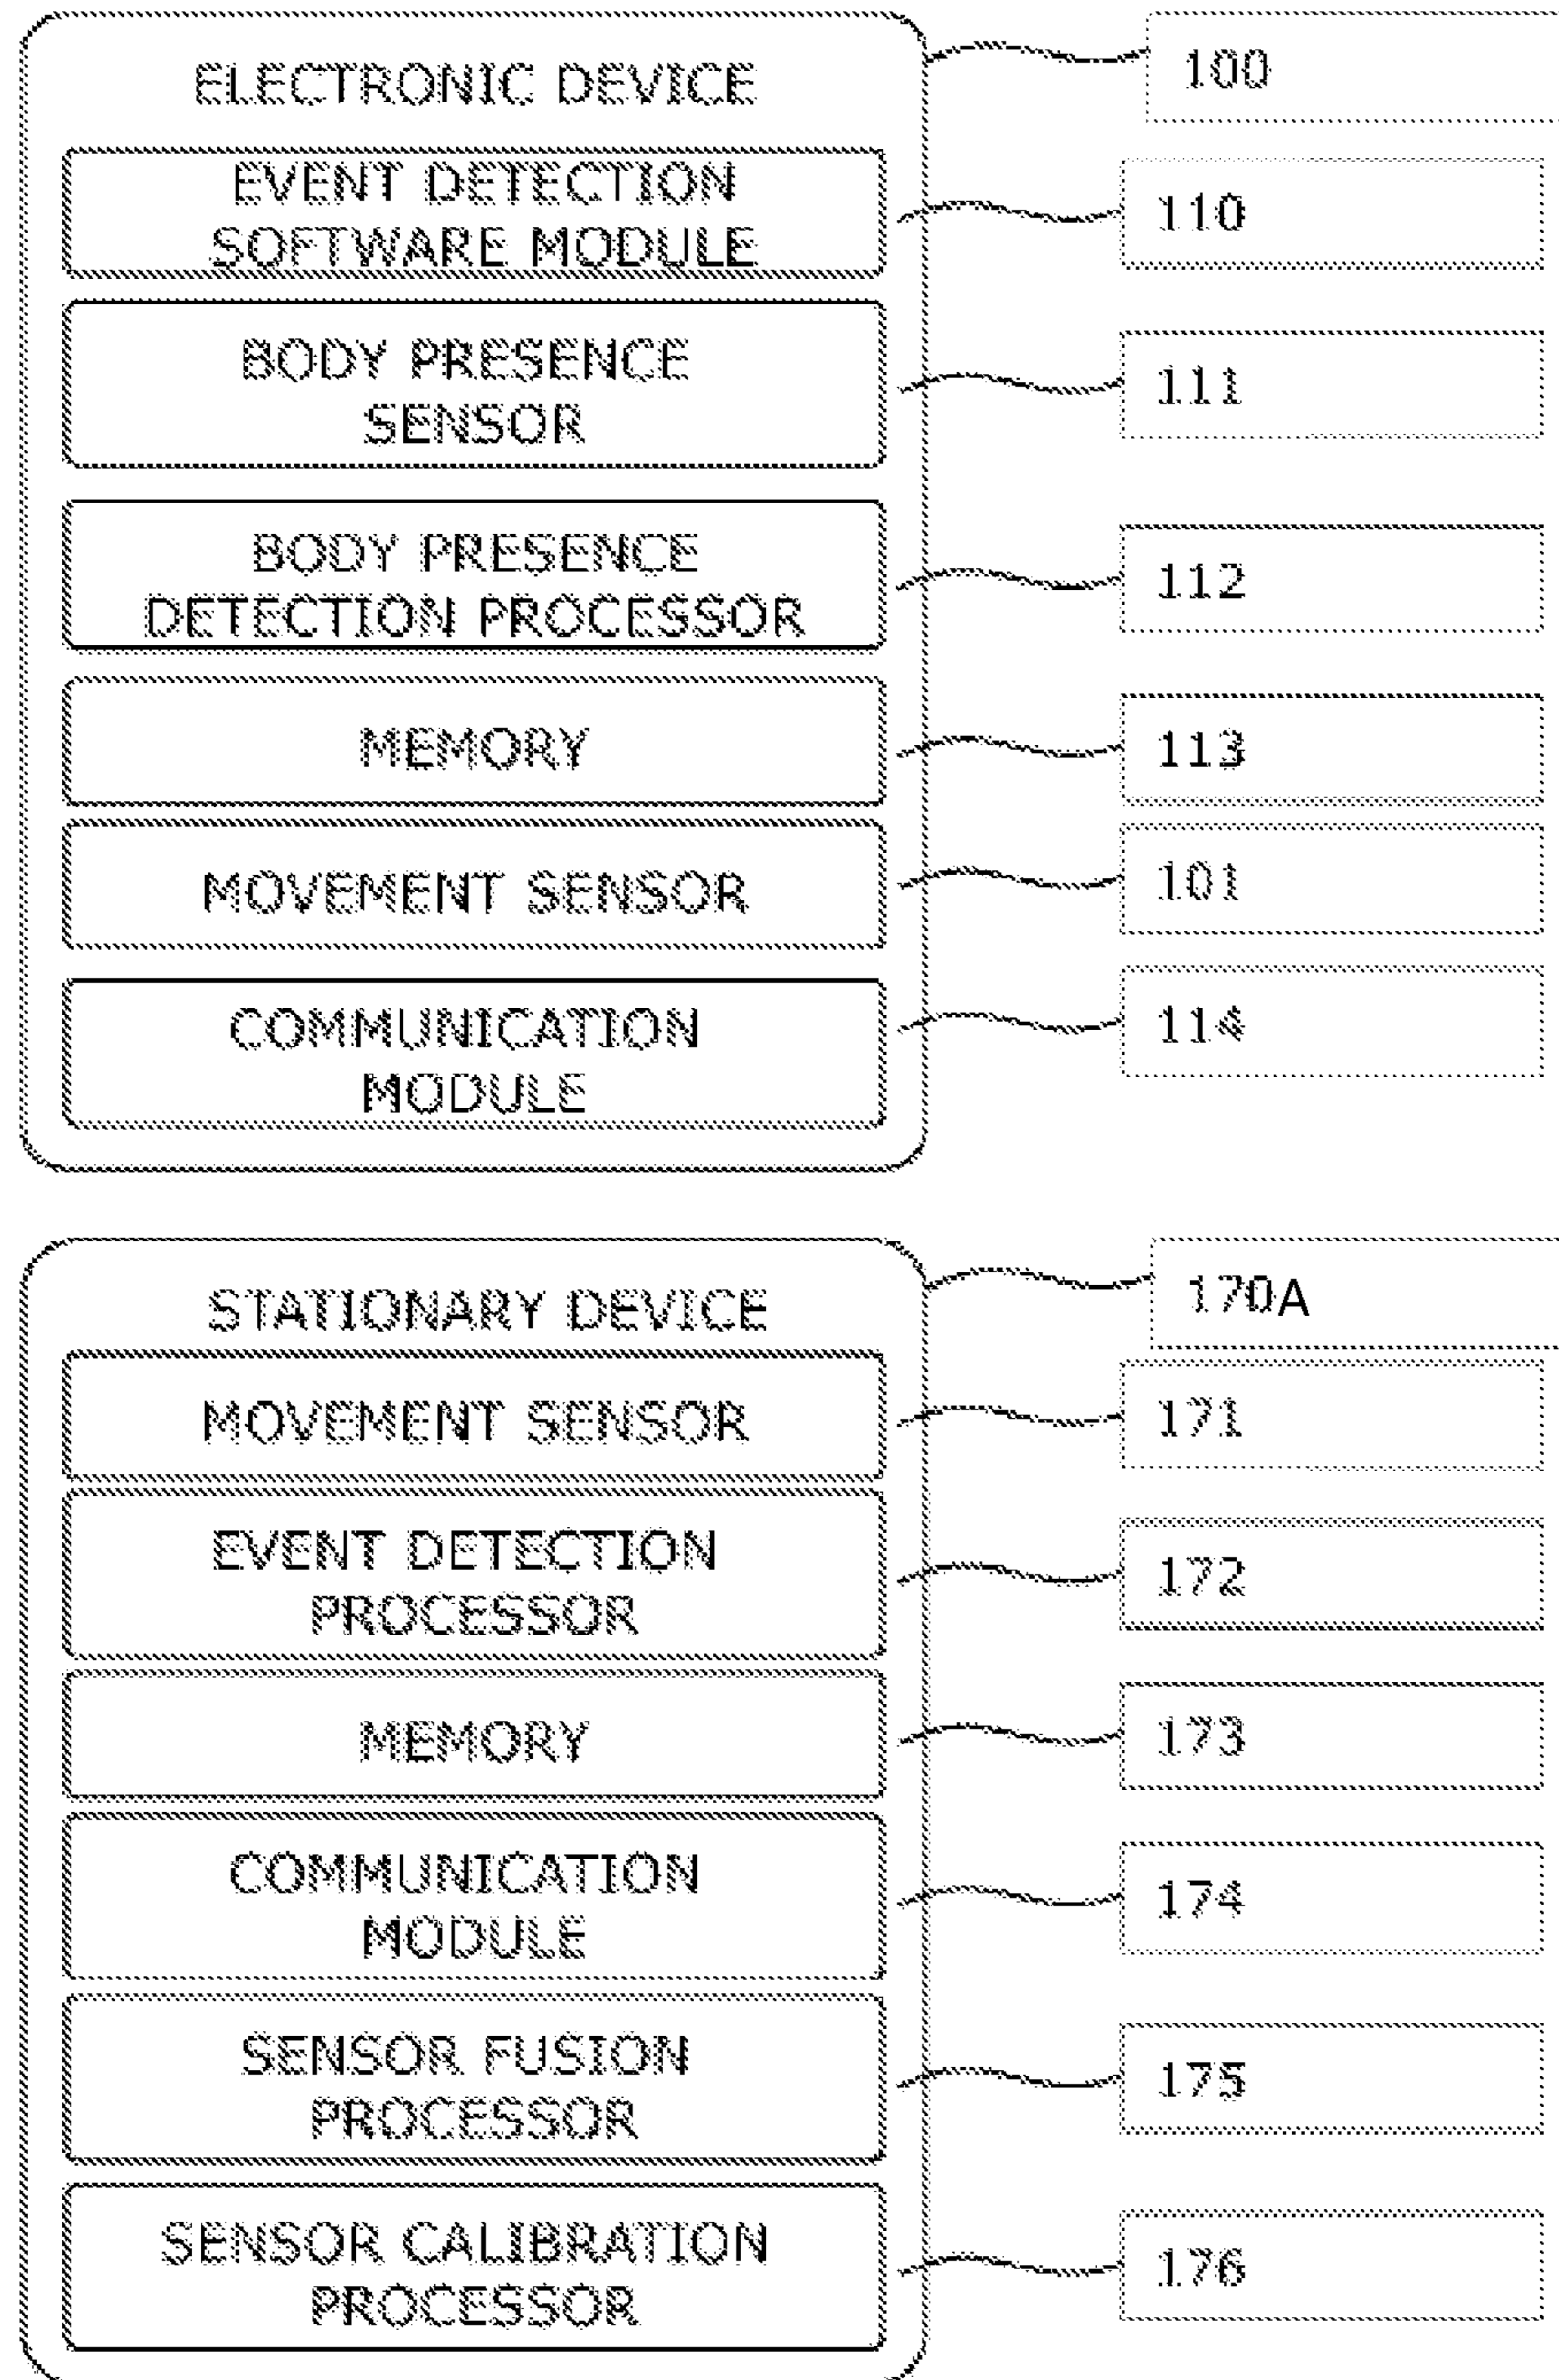 ELECTRONIC DEVICE
100
EVENT DETECTION
SOFTWARE MODULE
110
BODY PRESENCE
SENSOR
111
BODY PRESENCE
DETECTION PROCESSOR
112
MEMORY
113
MOVEMENT SENSOR
101
COMMUNICATION
MODULE
114
STATIONARY DEVICE
170A
MOVEMENT SENSOR
171
EVENT DETECTION
PROCESSOR
172
MEMORY
173
COMMUNICATION
MODULE
174
SENSOR FUSION
PROCESSOR
175
SENSOR CALIBRATION
PROCESSOR
176